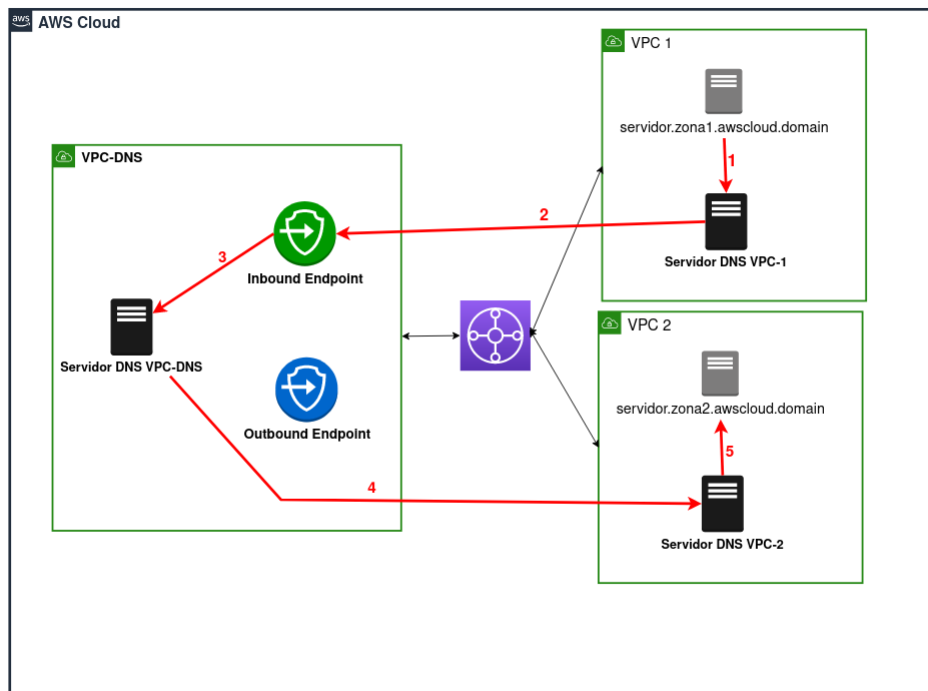 aws
AWS Cloud
VPC 1
servidor.zona1.awscloud.domain
1
2
Servidor DNS VPC-1
VPC-DNS
3
Inbound Endpoint
Servidor DNS VPC-DNS
Outbound Endpoint
4
VPC 2
servidor.zona2.awscloud.domain
5
Servidor DNS VPC-2